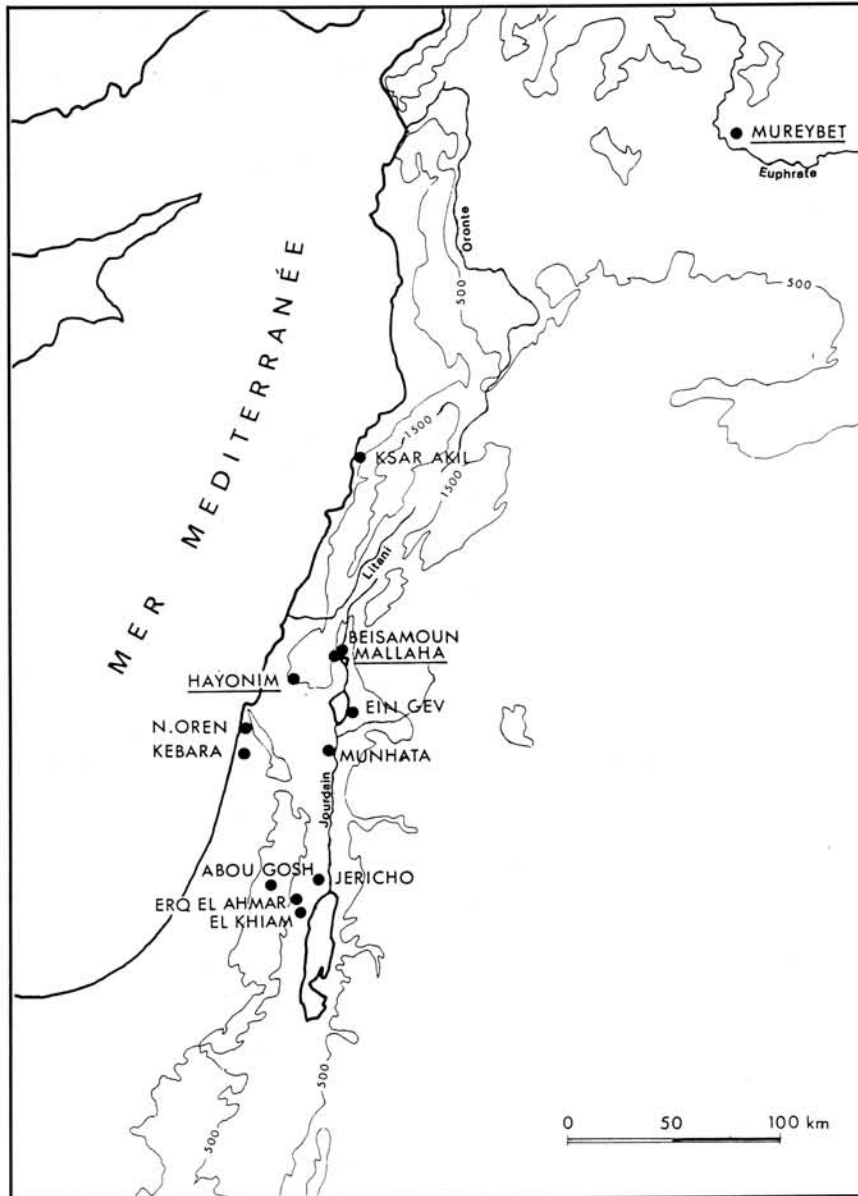 MUREYBET
Euphrate
Oronte
500
500
MER MEDITERRANÉE
1500
KSAR AKIL
1500
Litani
BEISAMOUN
MALLAHA
HAYONIM
EIN GEV
N.OREN
KEBARA
MUNHATA
Jourdain
ABOU GOSH
JERICHO
ERQ EL AHMAR
EL KHIAM
500
500
0 50 100 km